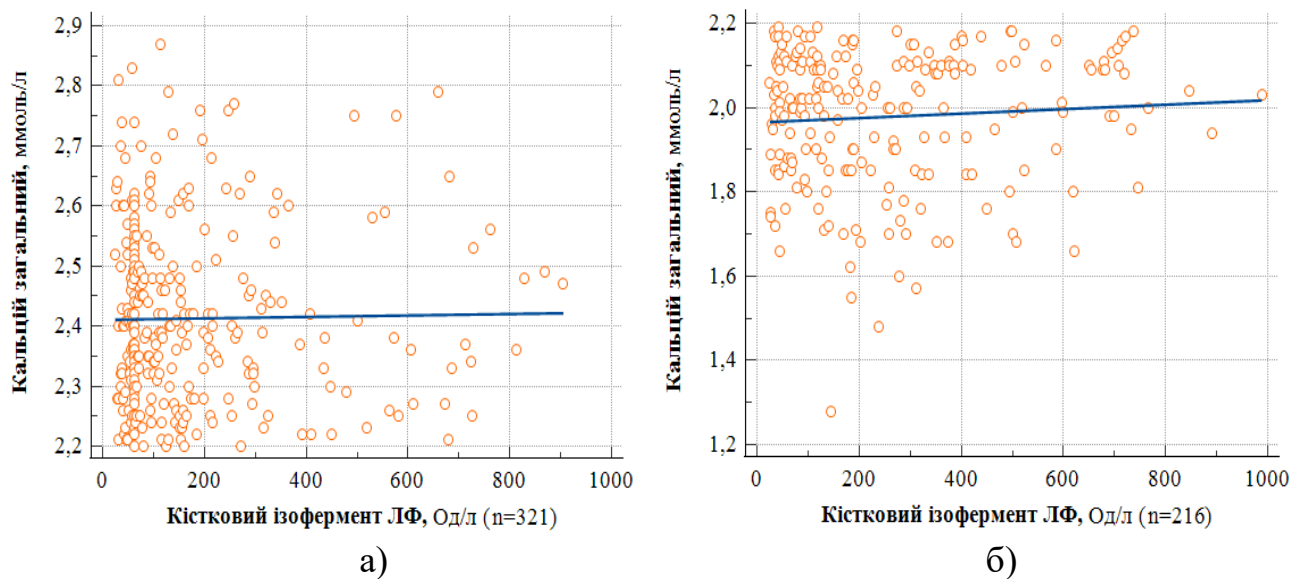 Кальцій загальний, ммоль/л
2,9
2,8
2,7
2,6
2,5
2,4
2,3
2,2
0 200 400 600 800 1000
Кістковий ізофермент ЛФ, Од/л (n=321)
а)
Кальцій загальний, ммоль/л
2,2
2,0
1,8
1,6
1,4
1,2
0 200 400 600 800 1000
Кістковий ізофермент ЛФ, Од/л (n=216)
б)